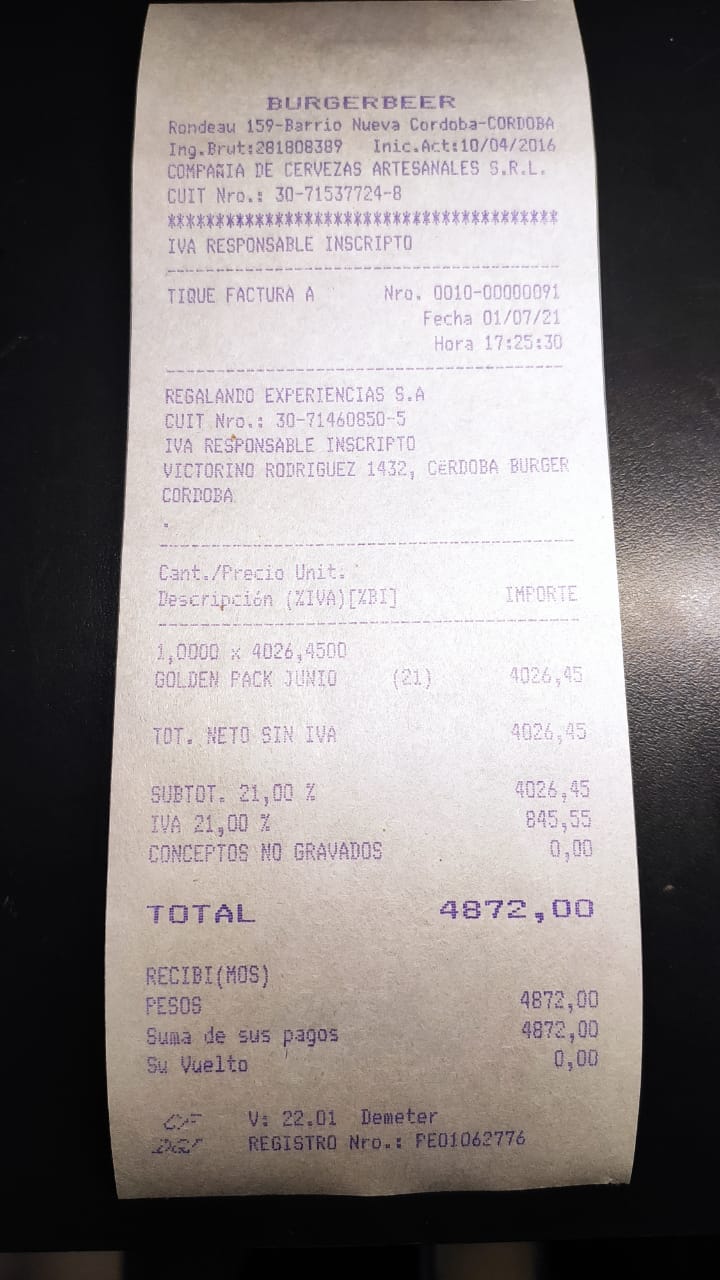 BURGERBEER
Rondeau 159-Barrio Nueva Cordoba-CORDOBA
Ing.Brut:281808389 Inic.Act:10/04/2016
COMPAÑIA DE CERVEZAS ARTESANALES S.R.L.
CUIT Nro.: 30-71537724-8
****************************************
IVA RESPONSABLE INSCRIPTO
TIQUE FACTURA A Nro. 0010-00000091
Fecha 01/07/21
Hora 17:25:30
REGALANDO EXPERIENCIAS S.A
CUIT Nro.: 30-71460850-5
IVA RESPONSABLE INSCRIPTO
VICTORINO RODRIGUEZ 1432, CëRDOBA BURGER
CORDOBA
.
Cant./Precio Unit.
Descripción (%IVA)[%BI] IMPORTE
1,0000 x 4026,4500
GOLDEN PACK JUNIO (21) 4026,45
TOT. NETO SIN IVA 4026,45
SUBTOT. 21,00 % 4026,45
IVA 21,00 % 845,55
CONCEPTOS NO GRAVADOS 0,00
TOTAL 4872,00
RECIBI(MOS)
PESOS 4872,00
Suma de sus pagos 4872,00
Su Vuelto 0,00
V: 22.01 Demeter
REGISTRO Nro.: PEO1062776